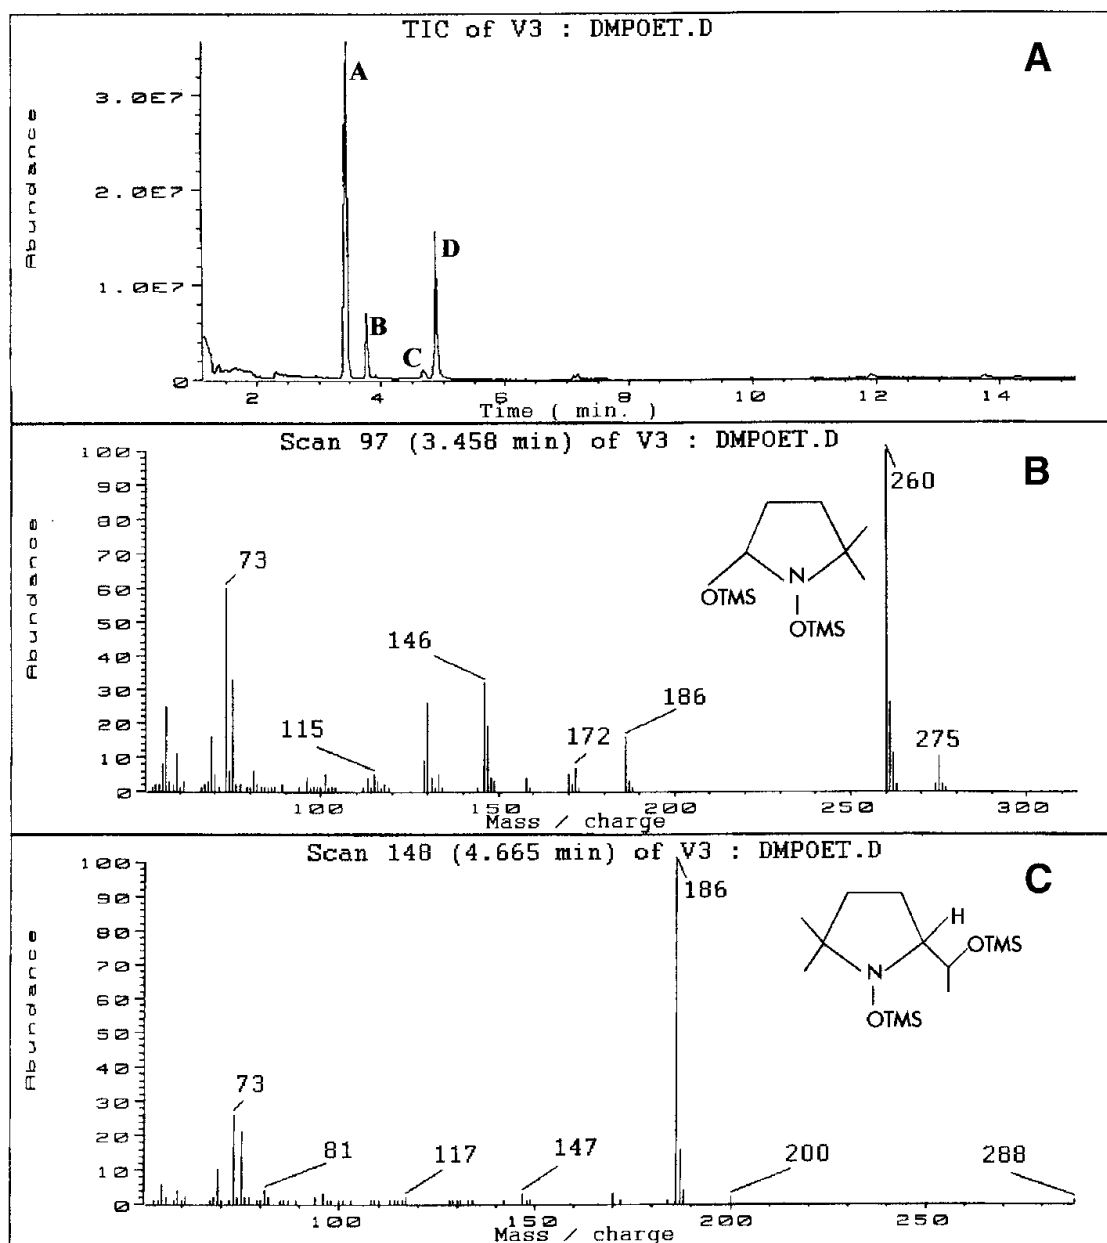 TIC of V3 : DMPOET.D
A
Abundance
3.0E7
2.0E7
1.0E7
0
A
B
C
D
2 4 6 8 10 12 14
Time ( min. )
Scan 97 (3.458 min) of V3 : DMPOET.D
B
Abundance
100
90
80
70
60
50
40
30
20
10
0
73
115
146
172
186
260
275
N
OTMS
OTMS
100 150 200 250 300
Mass / charge
Scan 148 (4.665 min) of V3 : DMPOET.D
C
Abundance
100
90
80
70
60
50
40
30
20
10
0
73
81
117
147
186
200
288
H
OTMS
N
OTMS
100 150 200 250
Mass / charge